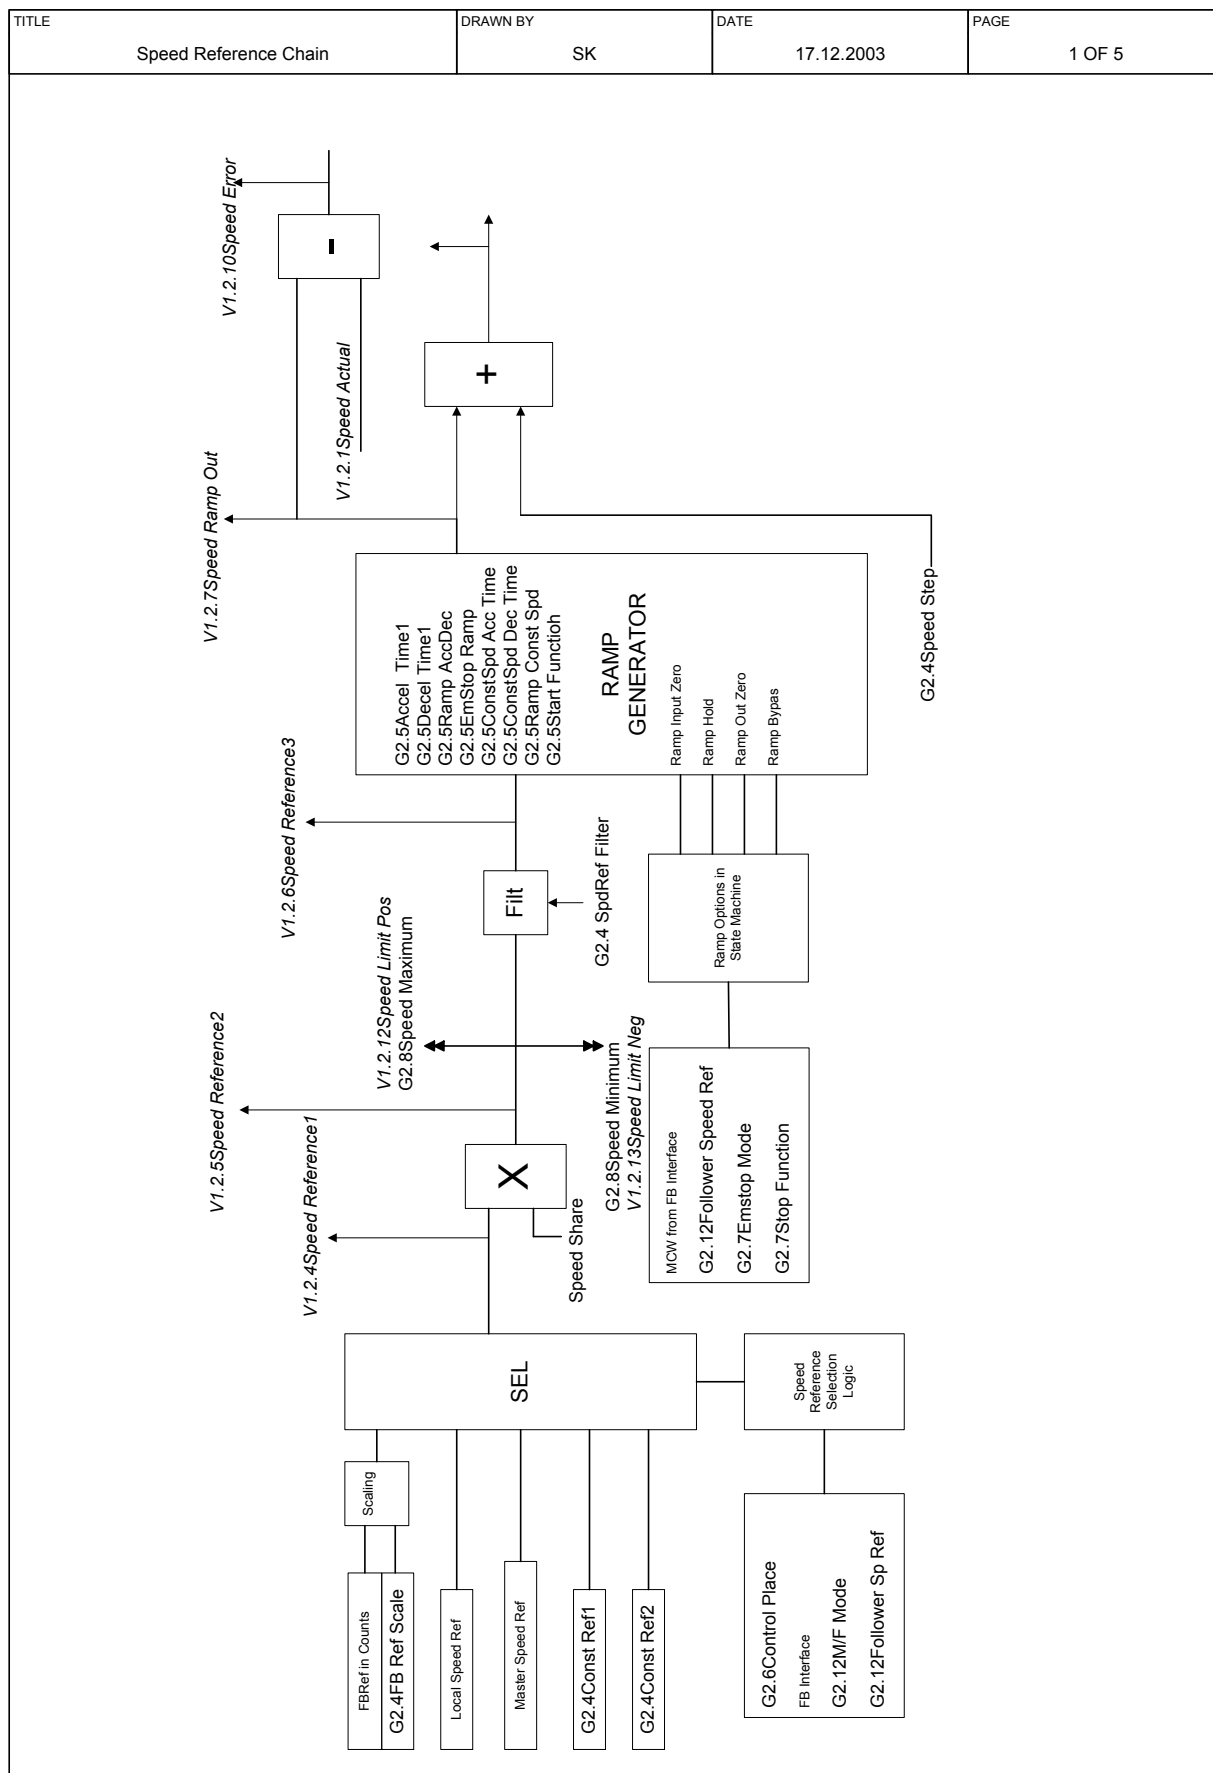 TITLE
Speed Reference Chain
DRAWN BY
SK
DATE
17.12.2003
PAGE
1 OF 5
FBRef in Counts
G2.4FB Ref Scale
Local Speed Ref
Master Speed Ref
G2.4Const Ref1
G2.4Const Ref2
Scaling
G2.6Control Place
FB Interface
G2.12M/F Mode
G2.12Follower Sp Ref
SEL
Speed
Reference
Selection
Logic
V1.2.4Speed Reference1
X
Speed Share
V1.2.5Speed Reference2
MCW from FB Interface
G2.12Follower Speed Ref
G2.7Emstop Mode
G2.7Stop Function
V1.2.12Speed Limit Pos
G2.8Speed Maximum
G2.8Speed Minimum
V1.2.13Speed Limit Neg
Filt
G2.4 SpdRef Filter
V1.2.6Speed Reference3
Ramp Options in
State Machine
G2.5Accel Time1
G2.5Decel Time1
G2.5Ramp AccDec
G2.5EmStop Ramp
G2.5ConstSpd Acc Time
G2.5ConstSpd Dec Time
G2.5Ramp Const Spd
G2.5Start Functioh
RAMP
GENERATOR
Ramp Input Zero
Ramp Hold
Ramp Out Zero
Ramp Bypas
V1.2.7Speed Ramp Out
V1.2.1Speed Actual
G2.4Speed Step
+
V1.2.10Speed Error
-